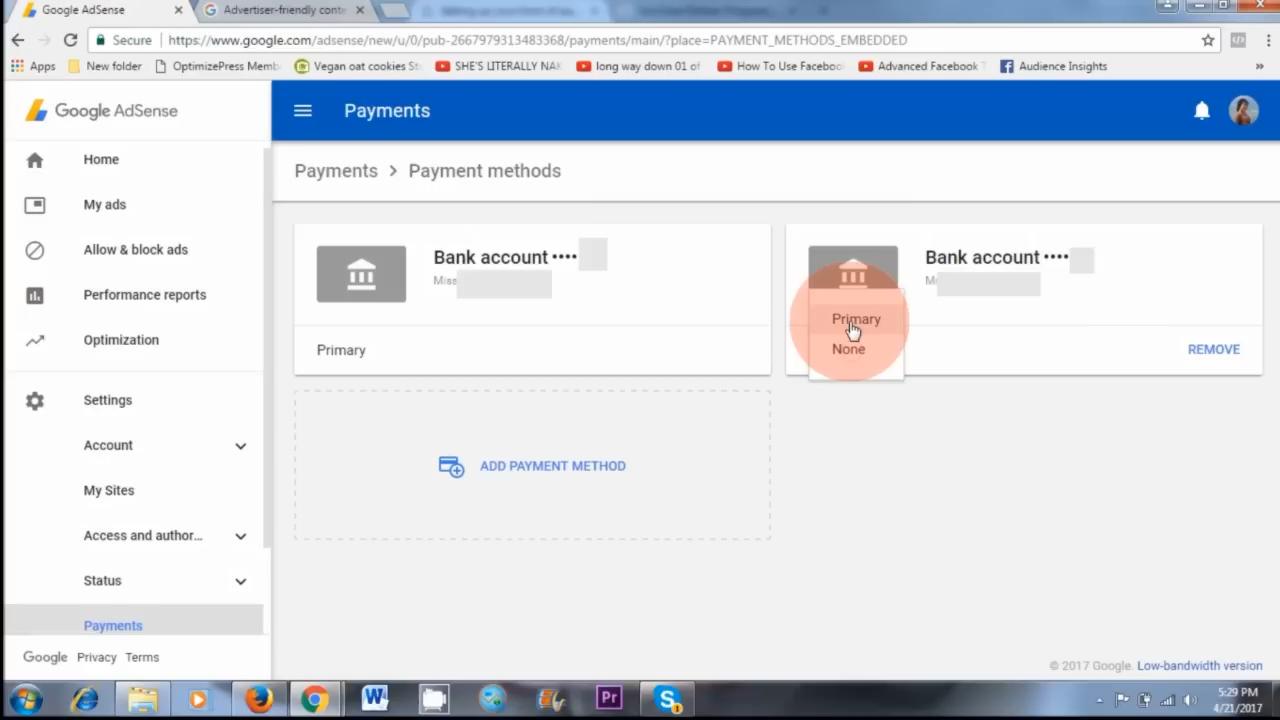 Google AdSense
Advertiser-friendly conte
Secure
https://www.google.com/adsense/new/u/0/pub-2667979313483368/payments/main/?place=PAYMENT_METHODS_EMBEDDED
Apps
New folder
OptimizePress Memb
Vegan oat cookies St
SHE'S LITERALLY NAK
long way down 01 of
How To Use Faceboo
Advanced Facebook T
Audience Insights
»
Google AdSense
Payments
Home
My ads
Allow & block ads
Performance reports
Optimization
Settings
Account
My Sites
Access and author...
Status
Payments
Google Privacy Terms
Payments > Payment methods
Bank account ••••
Miss
Primary
Bank account ••••
Primary
None
REMOVE
ADD PAYMENT METHOD
© 2017 Google. Low-bandwidth version
W
Pr
S
5:29 PM
4/21/2017